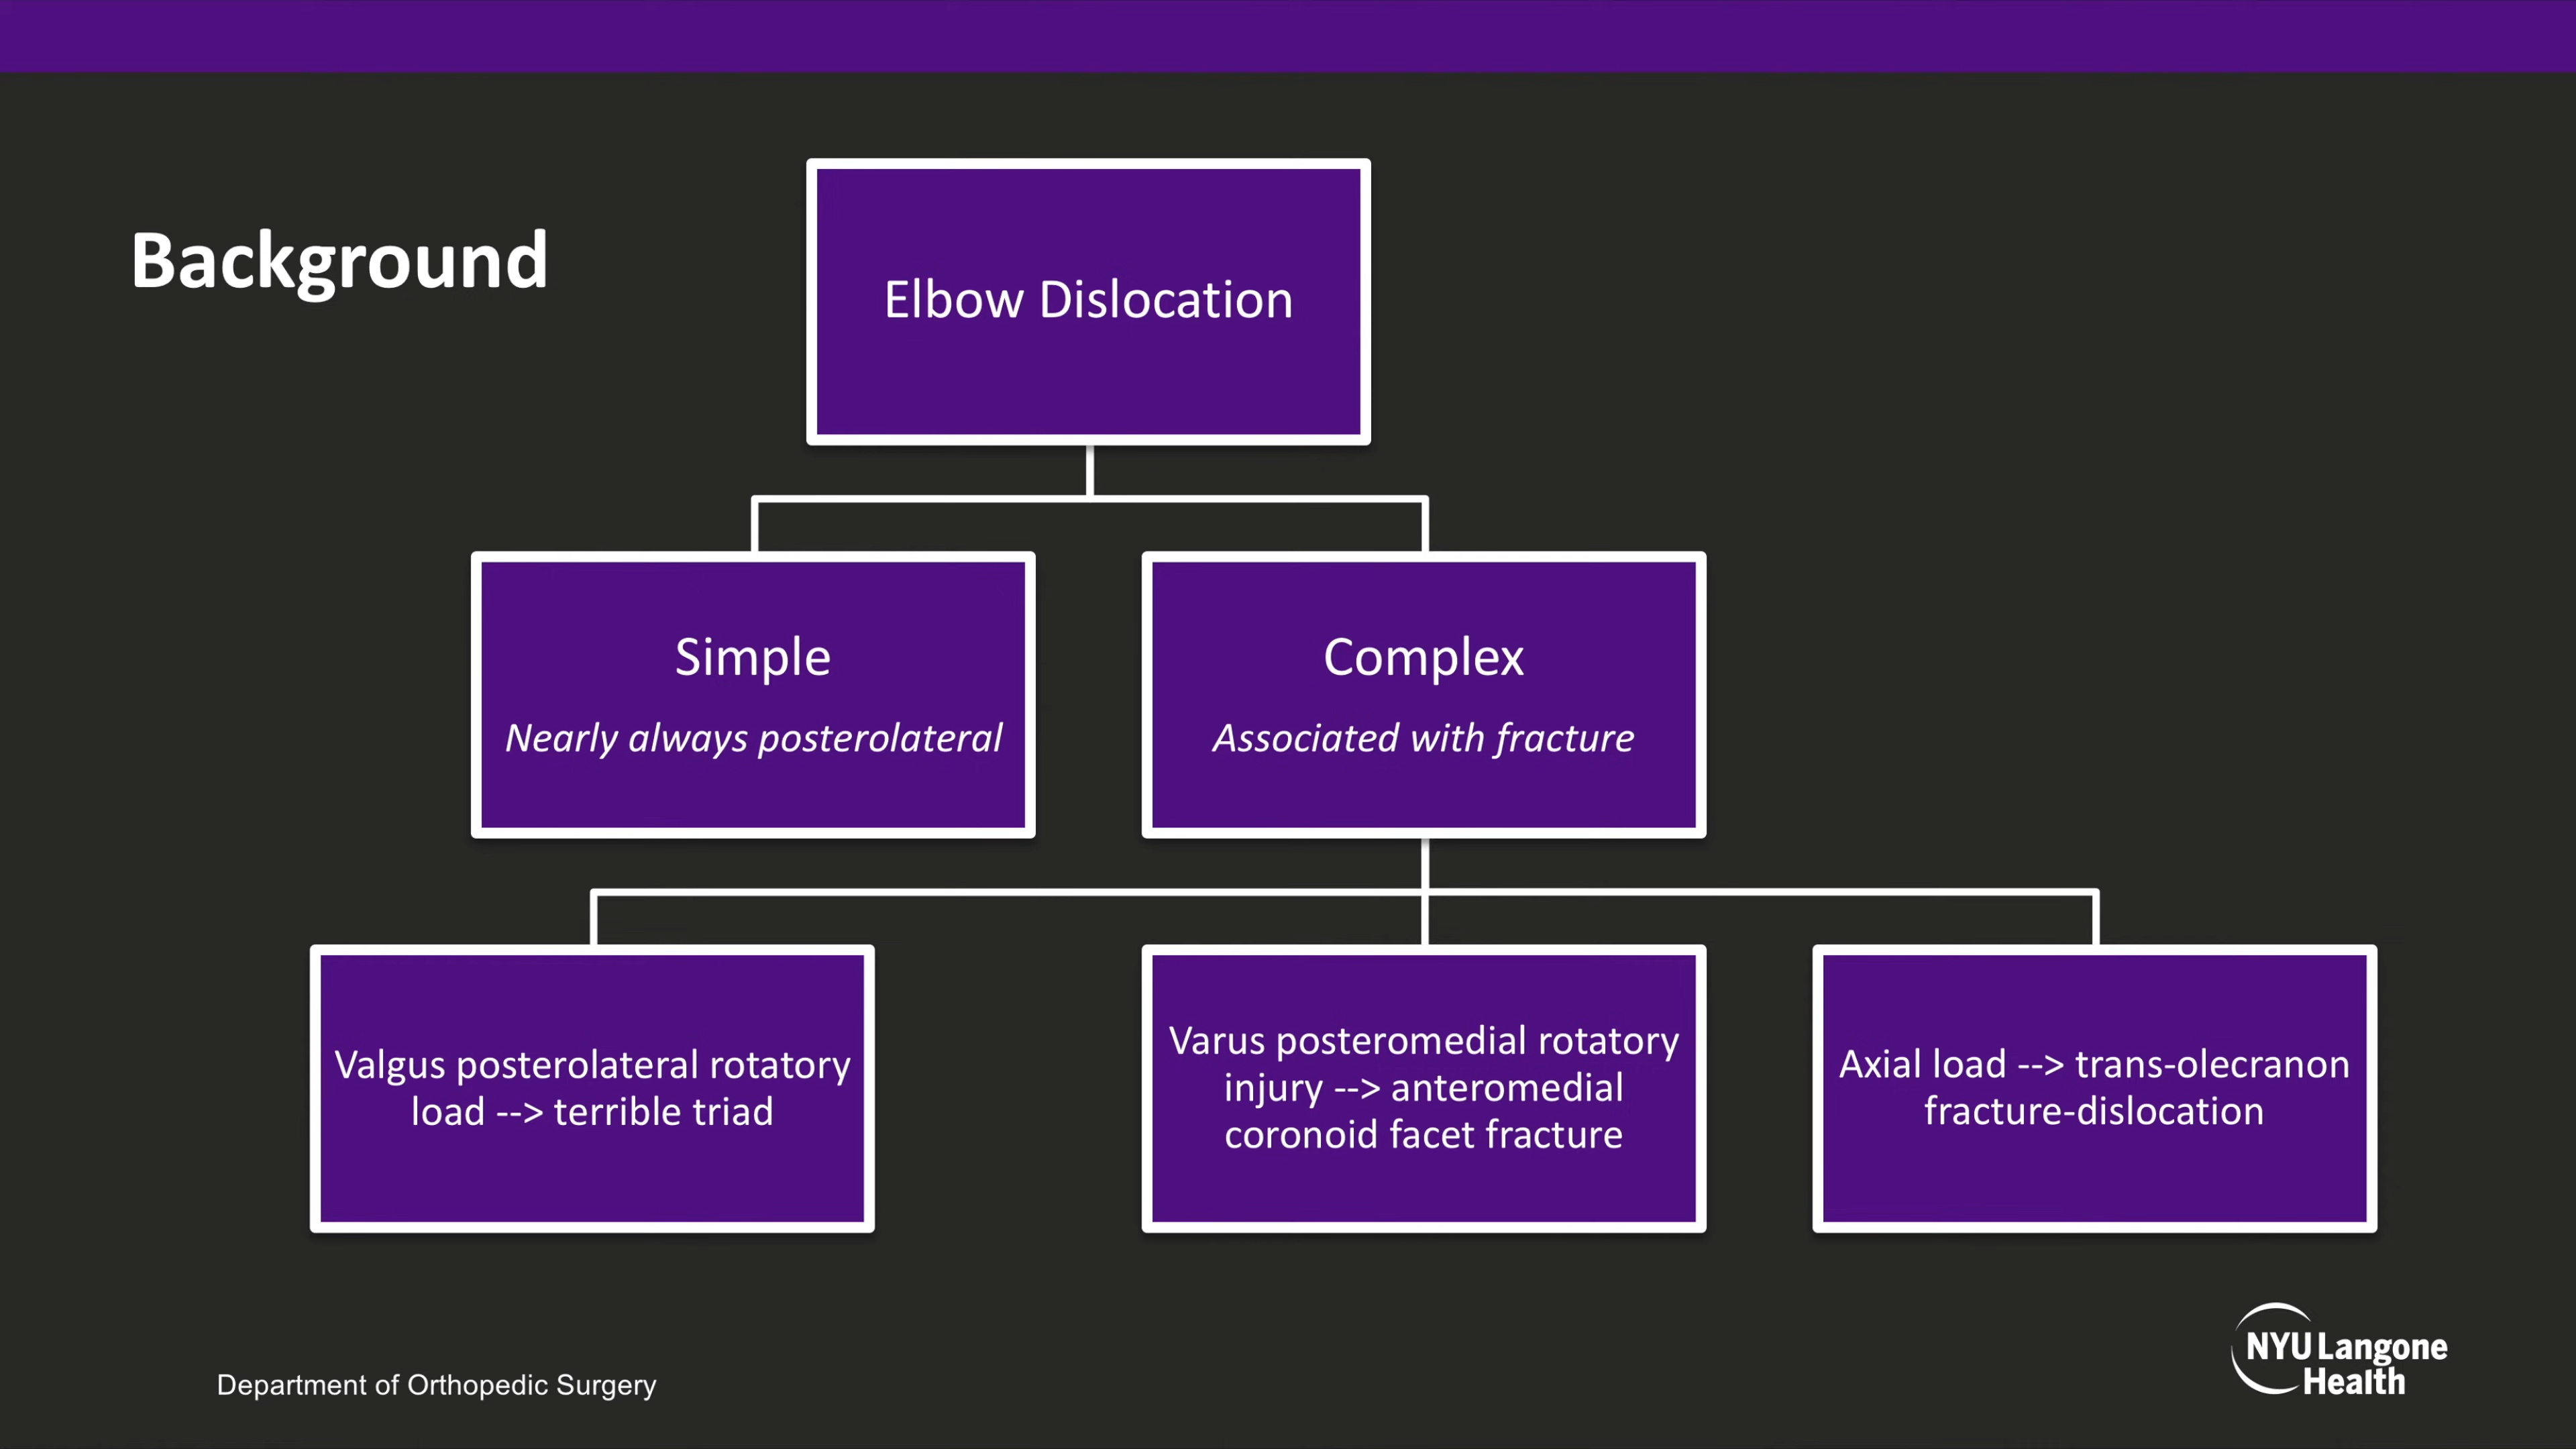 Background
Elbow Dislocation
Simple
Nearly always posterolateral
Complex
Associated with fracture
Valgus posterolateral rotatory
load --> terrible triad
Varus posteromedial rotatory
injury --> anteromedial
coronoid facet fracture
Axial load --> trans-olecranon
fracture-dislocation
Department of Orthopedic Surgery
NYU Langone
Health